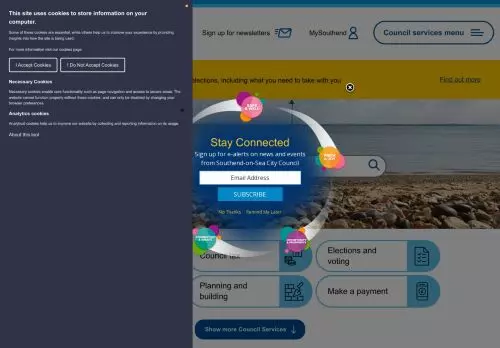 This site uses cookies to store information on your
computer.
Some of these cookies are essential, while others help us to improve your experience by providing
insights into how the site is being used.
For more information visit our cookies page
I Accept Cookies
I Do Not Accept Cookies
Necessary Cookies
Necessary cookies enable core functionality such as page navigation and access to secure areas. The
website cannot function properly without these cookies, and can only be disabled by changing your
browser preferences.
Analytics cookies
Analytical cookies help us to improve our website by collecting and reporting information on its usage.
About this tool
Sign up for newsletters
MySouthend
Council services menu
elections, including what you need to take with you
Find out more
Stay Connected
Sign up for e-alerts on news and events
from Southend-on-Sea City Council
Email Address
SUBSCRIBE
No Thanks
Remind Me Later
Council tax
Elections and
voting
Planning and
building
Make a payment
Show more Council Services